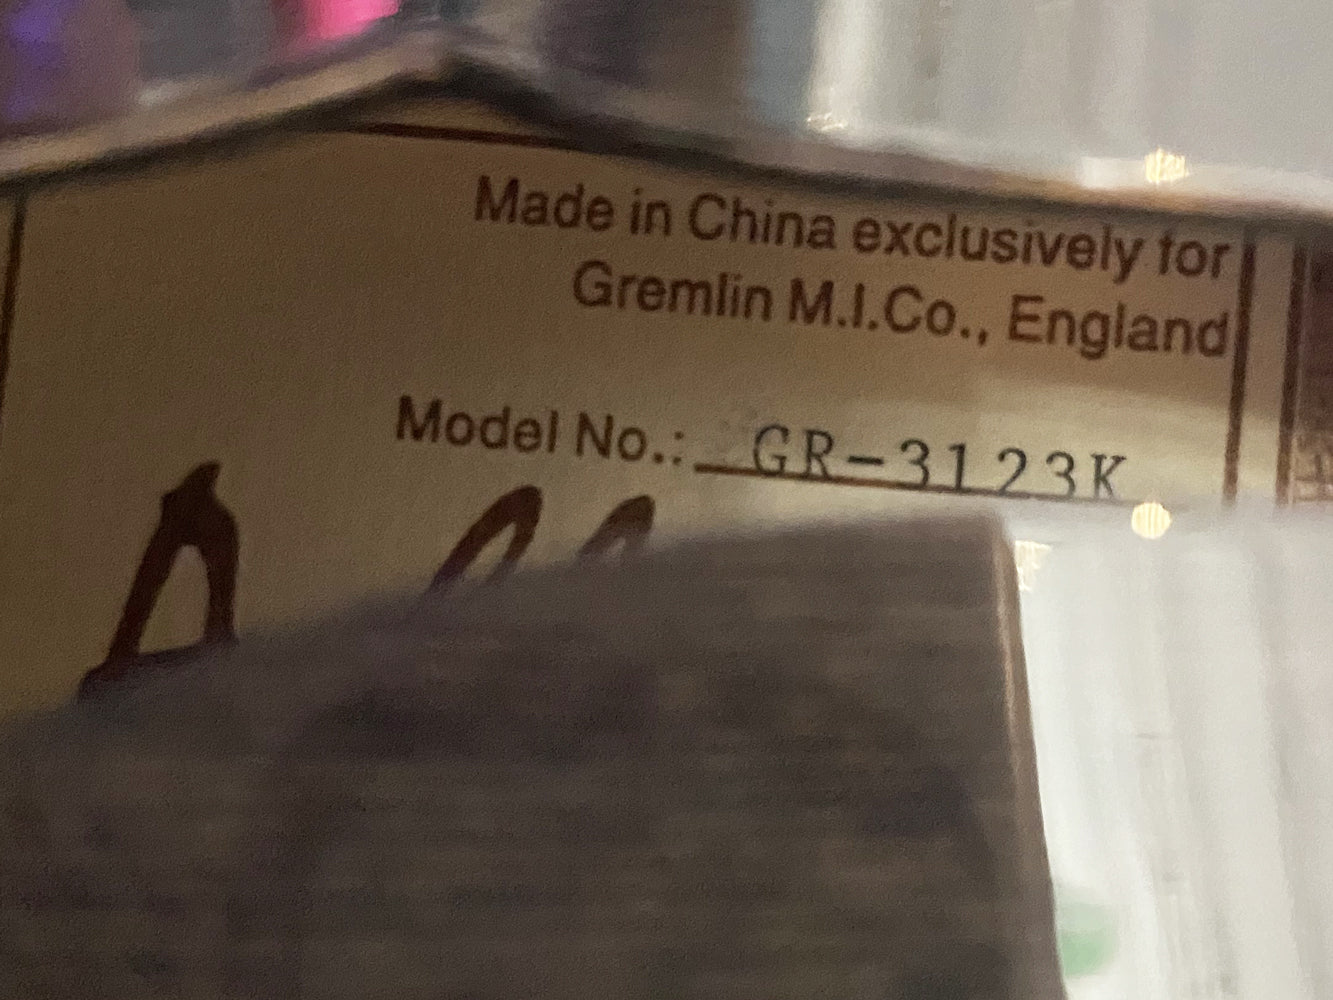 Made in China exclusively for
Gremlin M.I.Co., England
Model No.: GR-3123K